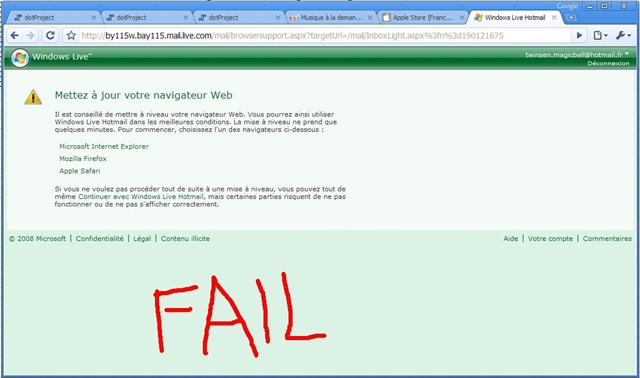 Google
dotProject
dotProject
dotProject
Musique à la deman...
Apple Store (Franc...
Windows Live Hotmail
http://by115w.bay115.mail.live.com/mail/browsersupport.aspx?targetUrl=/mail/InboxLight.aspx%3fn%3d190121675
Windows Live™
twinsen.magicball@hotmail.fr
Déconnexion
Mettez à jour votre navigateur Web
Il est conseillé de mettre à niveau votre navigateur Web. Vous pourrez ainsi utiliser
Windows Live Hotmail dans les meilleures conditions. La mise à niveau ne prend que
quelques minutes. Pour commencer, choisissez l'un des navigateurs ci-dessous :
Microsoft Internet Explorer
Mozilla Firefox
Apple Safari
Si vous ne voulez pas procéder tout de suite à une mise à niveau, vous pouvez tout de
même Continuer avec Windows Live Hotmail, mais certaines parties risquent de ne pas
fonctionner ou de ne pas s'afficher correctement.
© 2008 Microsoft | Confidentialité | Légal | Contenu illicite
Aide | Votre compte | Commentaires
FAIL